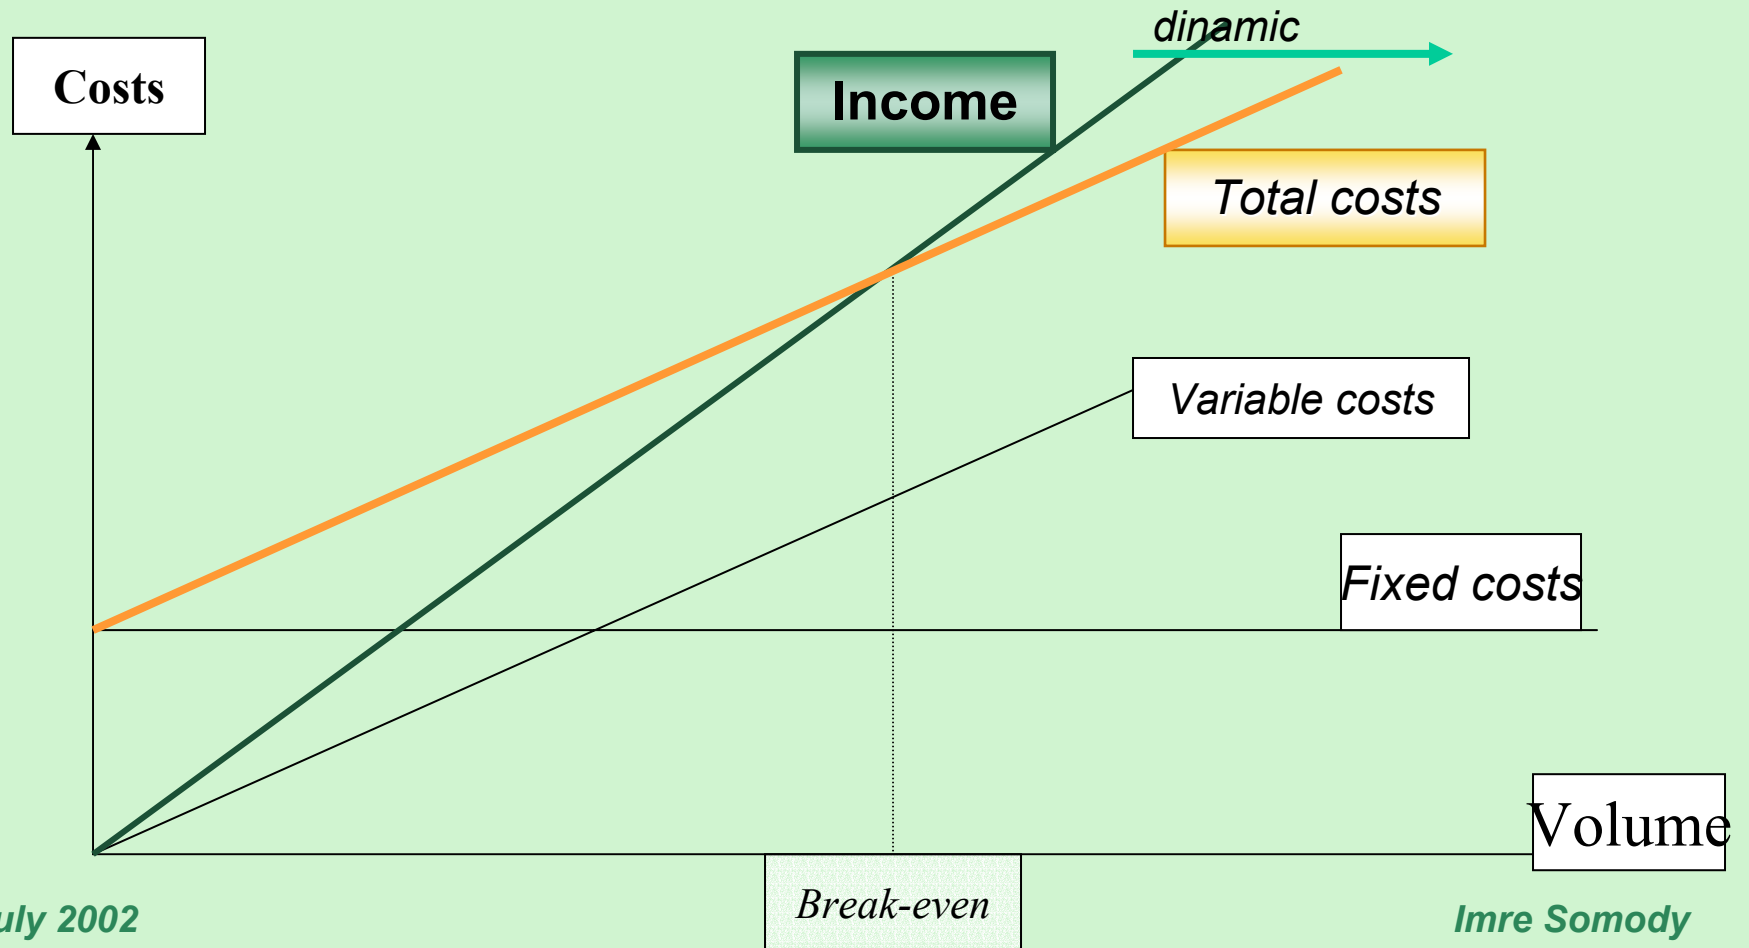 dinamic
Costs
Income
Total costs
Variable costs
Fixed costs
Volume
Break-even
uly 2002
Imre Somody